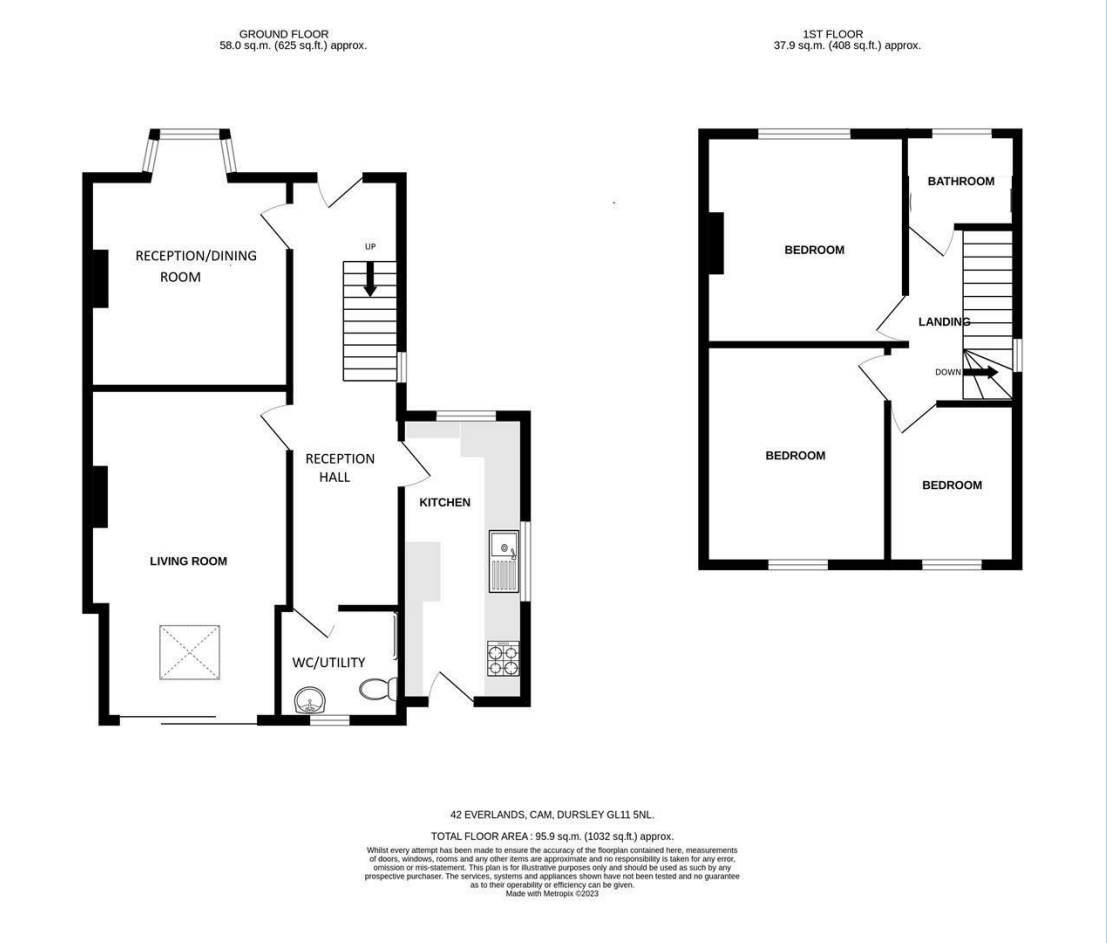 GROUND FLOOR
58.0 sq.m. (625 sq.ft.) approx.
1ST FLOOR
37.9 sq.m. (408 sq.ft.) approx.
RECEPTION/DINING
ROOM
UP
RECEPTION
HALL
KITCHEN
LIVING ROOM
WC/UTILITY
BATHROOM
BEDROOM
LANDING
DOWN
BEDROOM
BEDROOM
42 EVERLANDS, CAM, DURSLEY GL11 5NL.
TOTAL FLOOR AREA : 95.9 sq.m. (1032 sq.ft.) approx.
Whilst every attempt has been made to ensure the accuracy of the floorplan contained here, measurements
of doors, windows, rooms and any other items are approximate and no responsibility is taken for any error,
omission or mis-statement. This plan is for illustrative purposes only and should be used as such by any
prospective purchaser. The services, systems and appliances shown have not been tested and no guarantee
as to their operability or efficiency can be given.
Made with Metropix ©2023